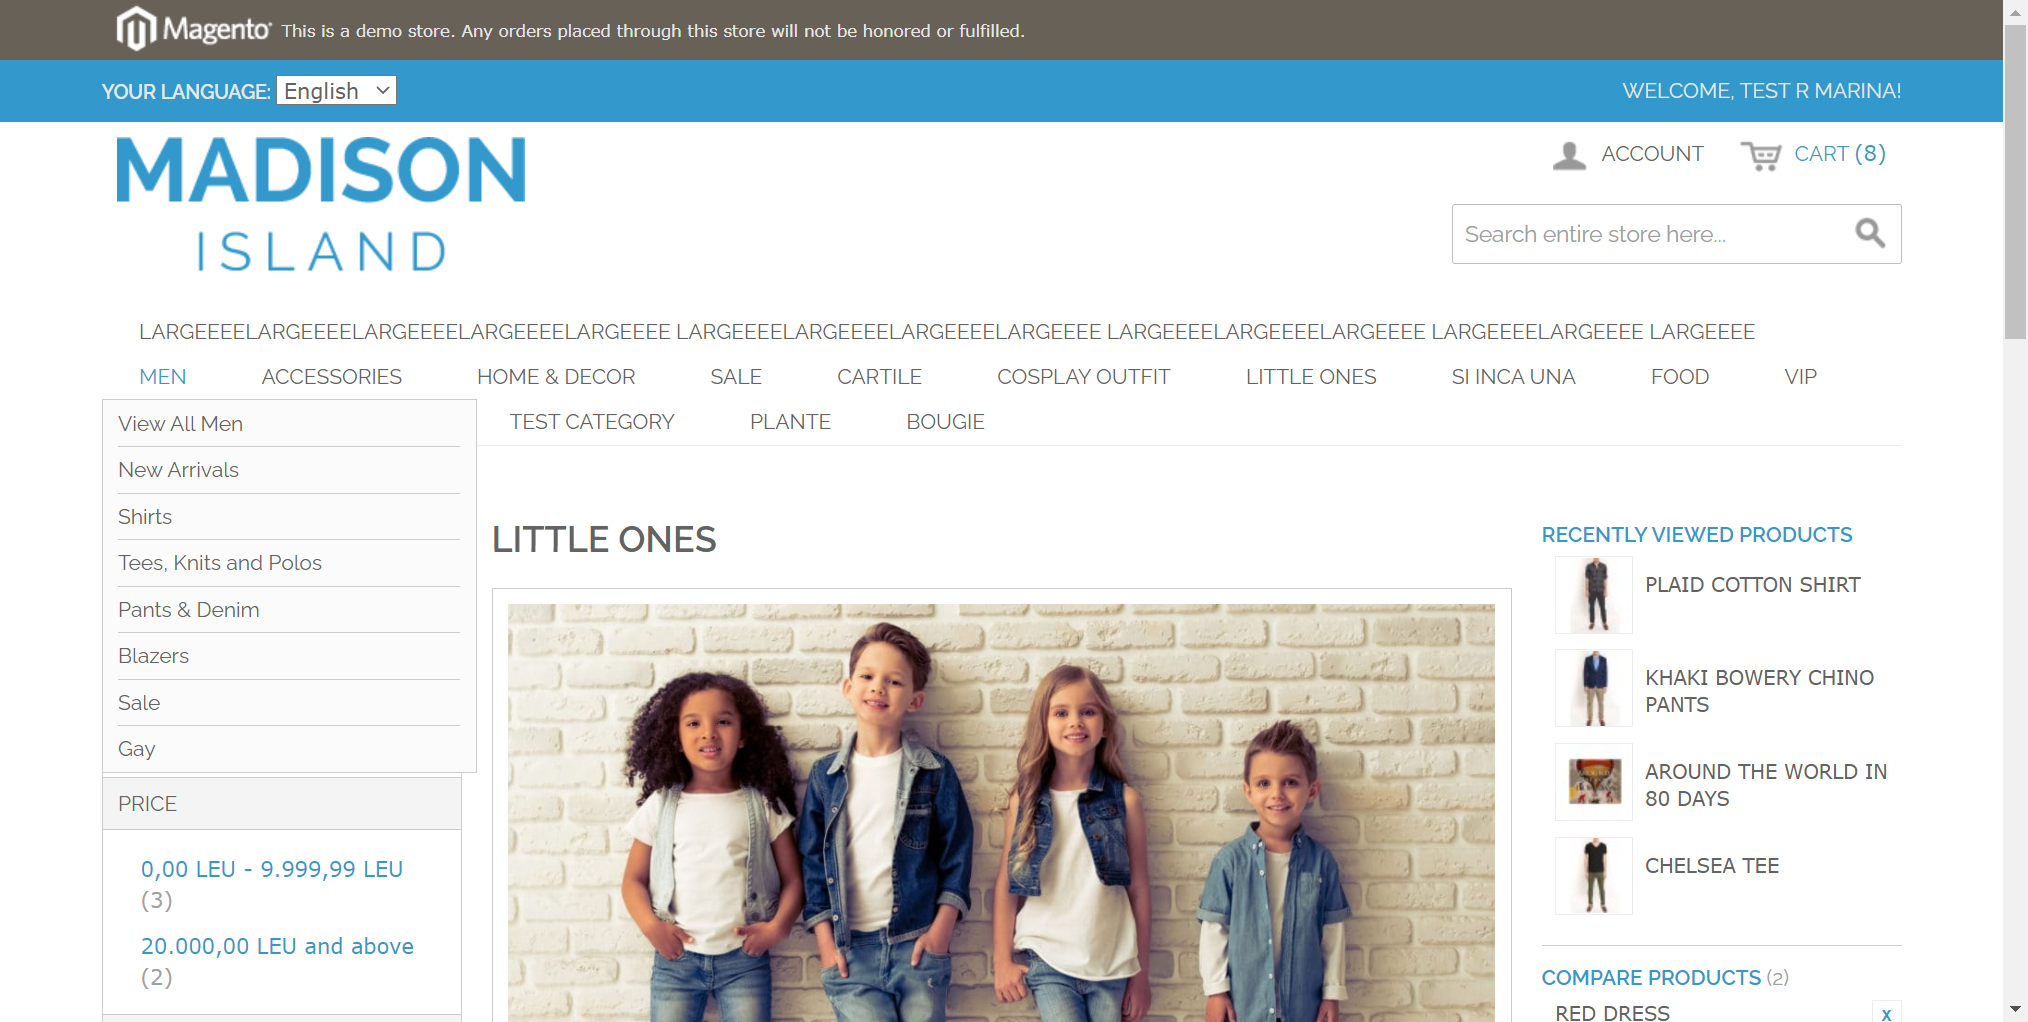 Magento® This is a demo store. Any orders placed through this store will not be honored or fulfilled.
YOUR LANGUAGE: English
WELCOME, TEST R MARINA!
MADISON
ISLAND
ACCOUNT
CART (8)
Search entire store here...
LARGEEEELARGEEEELARGEEEELARGEEEELARGEEEE LARGEEEELARGEEEELARGEEEELARGEEEE LARGEEEELARGEEEELARGEEEE LARGEEEELARGEEEE LARGEEEE
MEN ACCESSORIES HOME & DECOR SALE CARTILE COSPLAY OUTFIT LITTLE ONES SI INCA UNA FOOD VIP
TEST CATEGORY PLANTE BOUGIE
View All Men
New Arrivals
Shirts
Tees, Knits and Polos
Pants & Denim
Blazers
Sale
Gay
PRICE
0,00 LEU - 9.999,99 LEU
(3)
20.000,00 LEU and above
(2)
LITTLE ONES
RECENTLY VIEWED PRODUCTS
PLAID COTTON SHIRT
KHAKI BOWERY CHINO
PANTS
AROUND THE WORLD IN
80 DAYS
CHELSEA TEE
COMPARE PRODUCTS (2)
RED DRESS
x